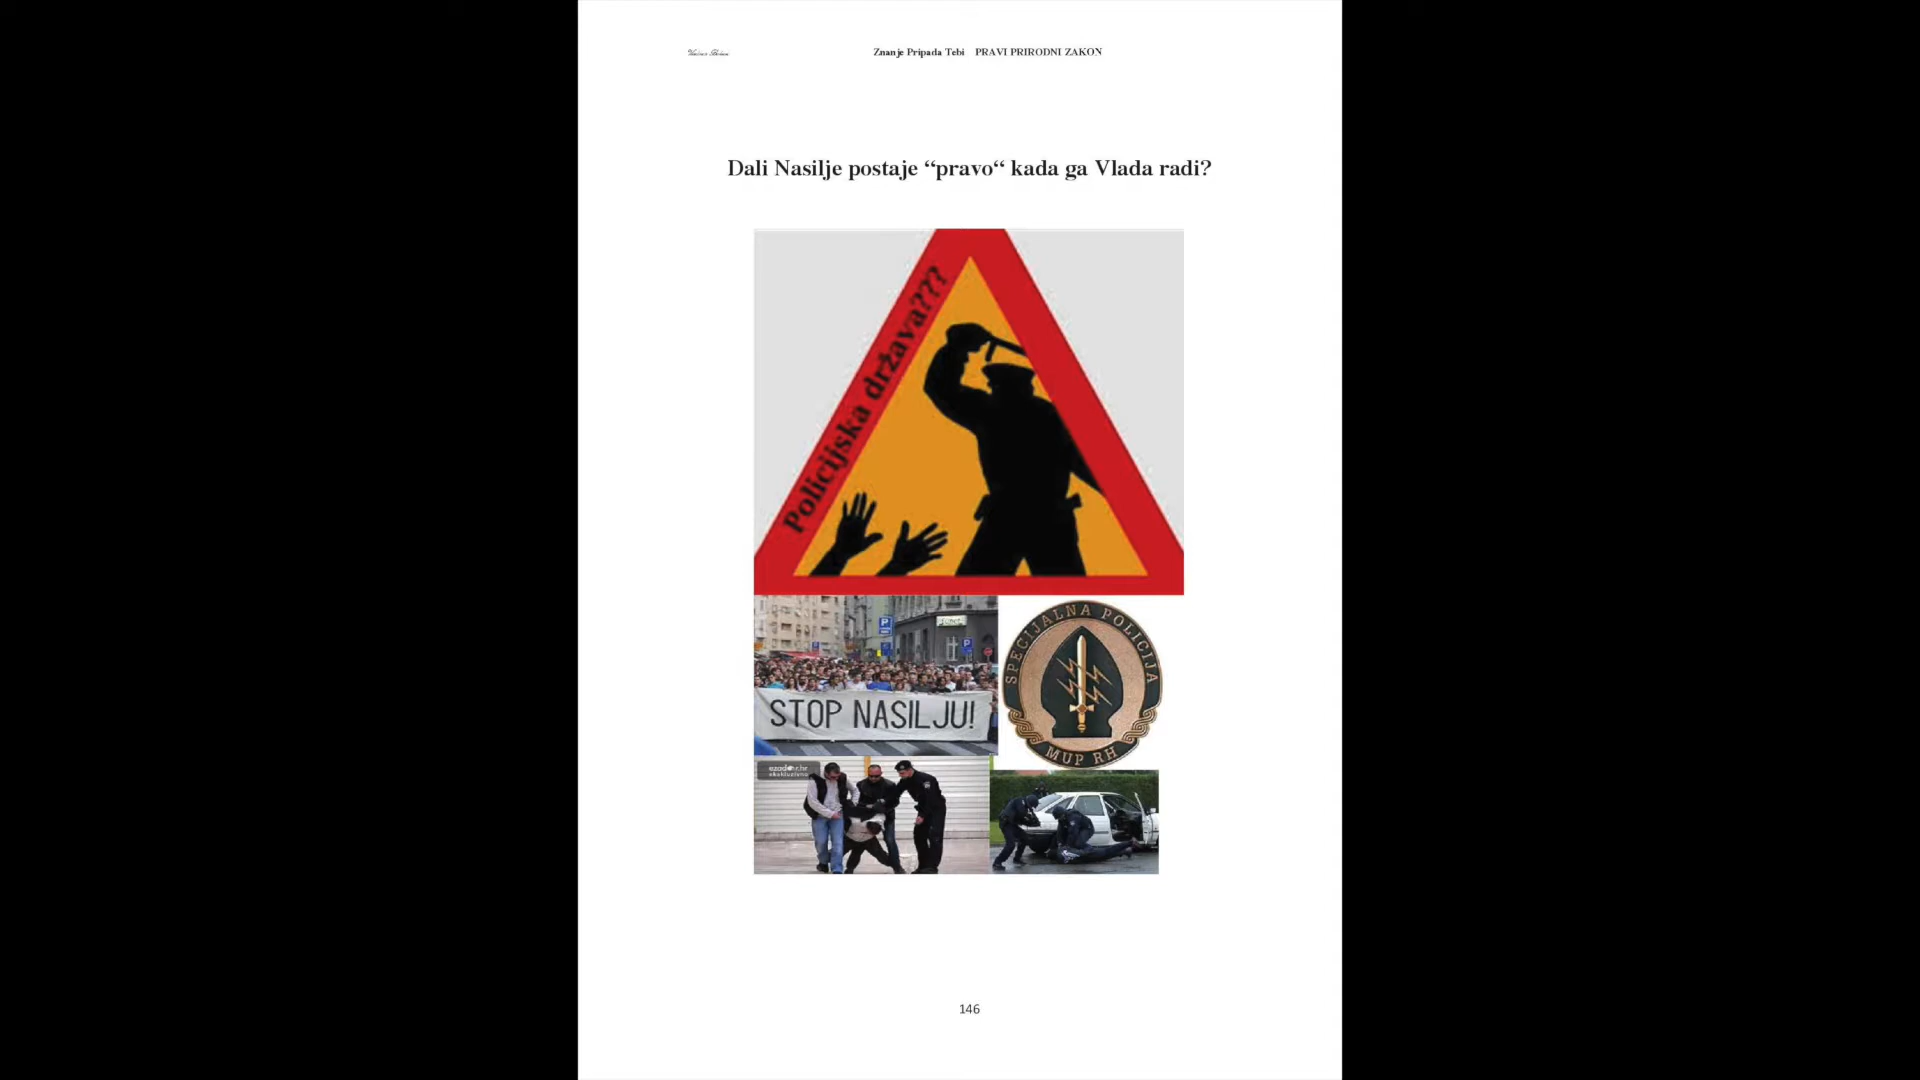 Znanje Pripada Tebi PRAVI PRIRODNI ZAKON
Dali Nasilje postaje “pravo“ kada ga Vlada radi?
Policijska država???
STOP NASILJU!
SPECIJALNA POLICIJA
MUP RH
146